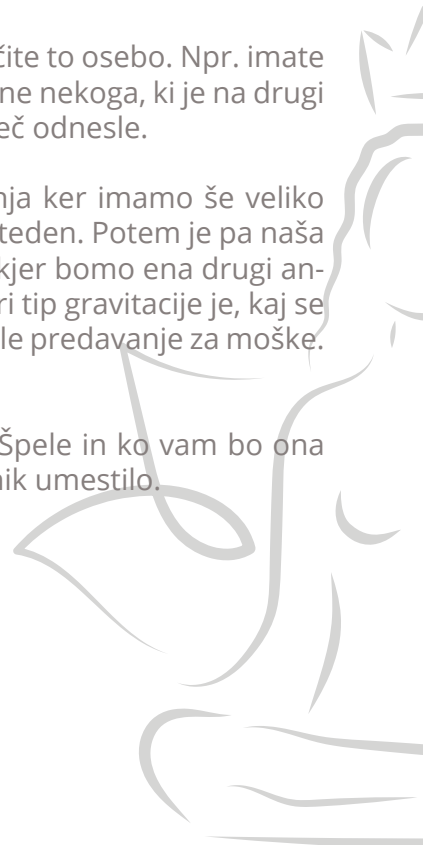 čite to osebo. Npr. imate
ne nekoga, ki je na drugi
eč odnesle.
nja ker imamo še veliko
teden. Potem je pa naša
kjer bomo ena drugi an-
ri tip gravitacije je, kaj se
le predavanje za moške.
Špele in ko vam bo ona
nik umestilo.